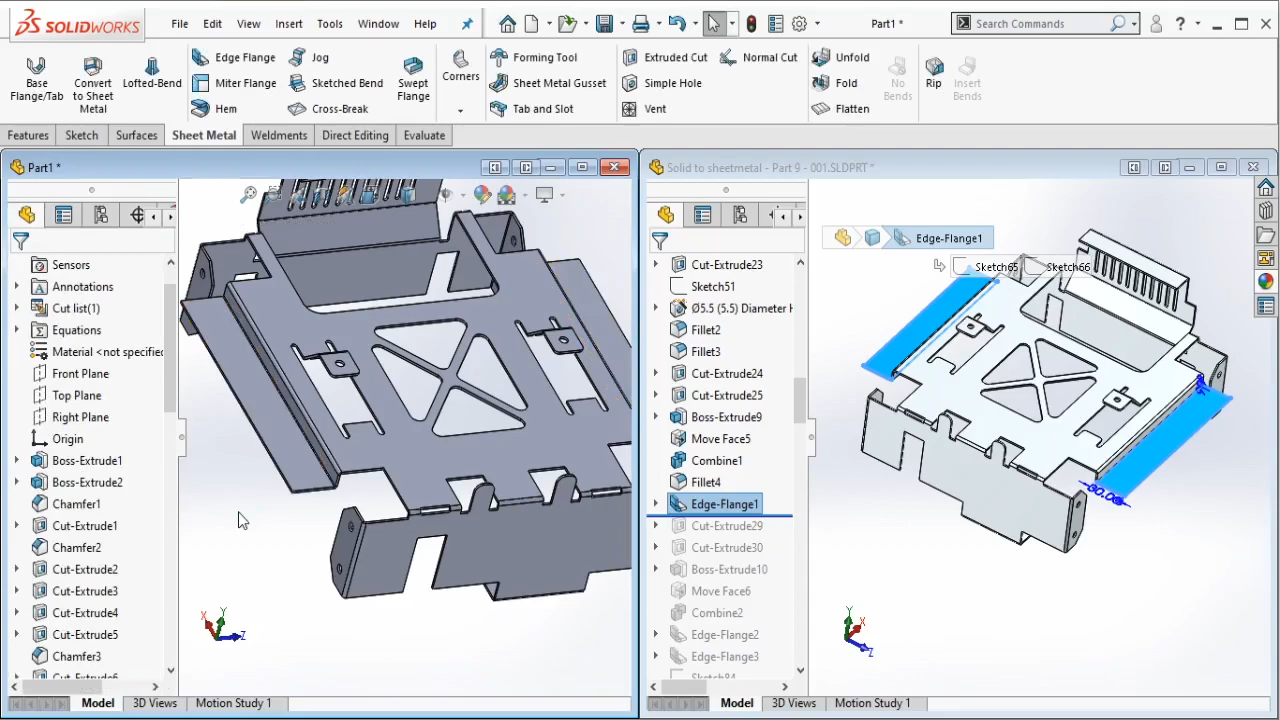 SOLIDWORKS
File Edit View Insert Tools Window Help
Part1 *
Search Commands
?
Base Flange/Tab
Convert to Sheet Metal
Lofted-Bend
Edge Flange
Miter Flange
Hem
Jog
Sketched Bend
Cross-Break
Swept Flange
Corners
Forming Tool
Sheet Metal Gusset
Tab and Slot
Extruded Cut
Simple Hole
Vent
Normal Cut
Unfold
Fold
Flatten
No Bends
Rip
Insert Bends
Features Sketch Surfaces Sheet Metal Weldments Direct Editing Evaluate
Part1 *
Sensors
Annotations
Cut list(1)
Equations
Material <not specified
Front Plane
Top Plane
Right Plane
Origin
Boss-Extrude1
Boss-Extrude2
Chamfer1
Cut-Extrude1
Chamfer2
Cut-Extrude2
Cut-Extrude3
Cut-Extrude4
Cut-Extrude5
Chamfer3
Cut-Extrude6
X Y Z
Model 3D Views Motion Study 1
Solid to sheetmetal - Part 9 - 001.SLDPRT *
Cut-Extrude23
Sketch51
Ø5.5 (5.5) Diameter H
Fillet2
Fillet3
Cut-Extrude24
Cut-Extrude25
Boss-Extrude9
Move Face5
Combine1
Fillet4
Edge-Flange1
Cut-Extrude29
Cut-Extrude30
Boss-Extrude10
Move Face6
Combine2
Edge-Flange2
Edge-Flange3
Sketch84
Edge-Flange1
Sketch65 Sketch66
Y X Z
Model 3D Views Motion Study 1